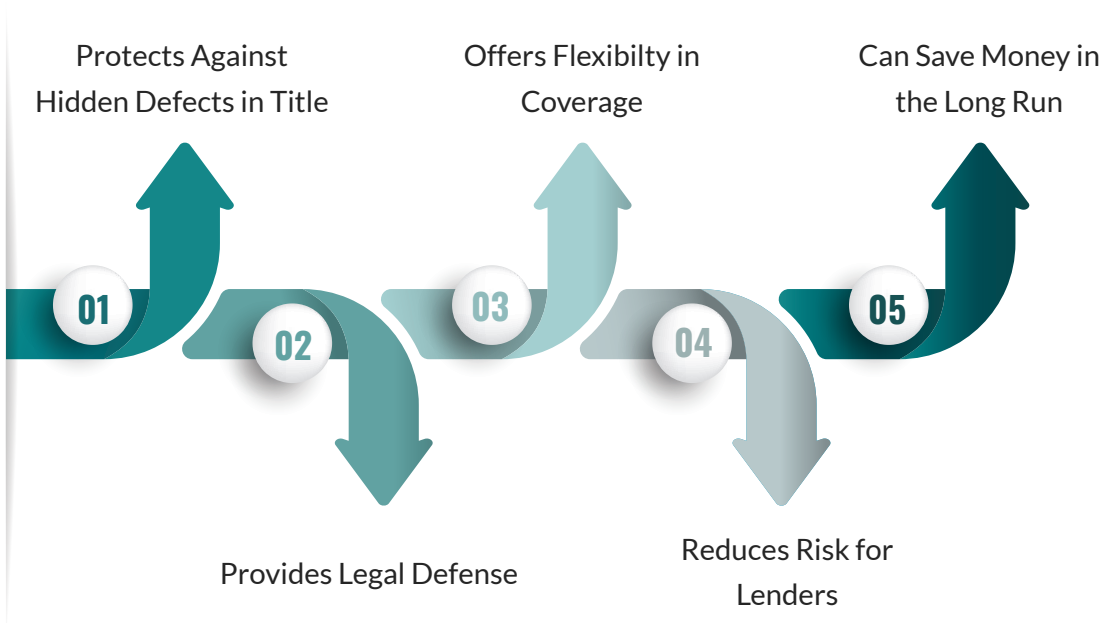 Protects Against
Hidden Defects in Title
01
02
Provides Legal Defense
Offers Flexibilty in
Coverage
03
04
Reduces Risk for
Lenders
Can Save Money in
the Long Run
05